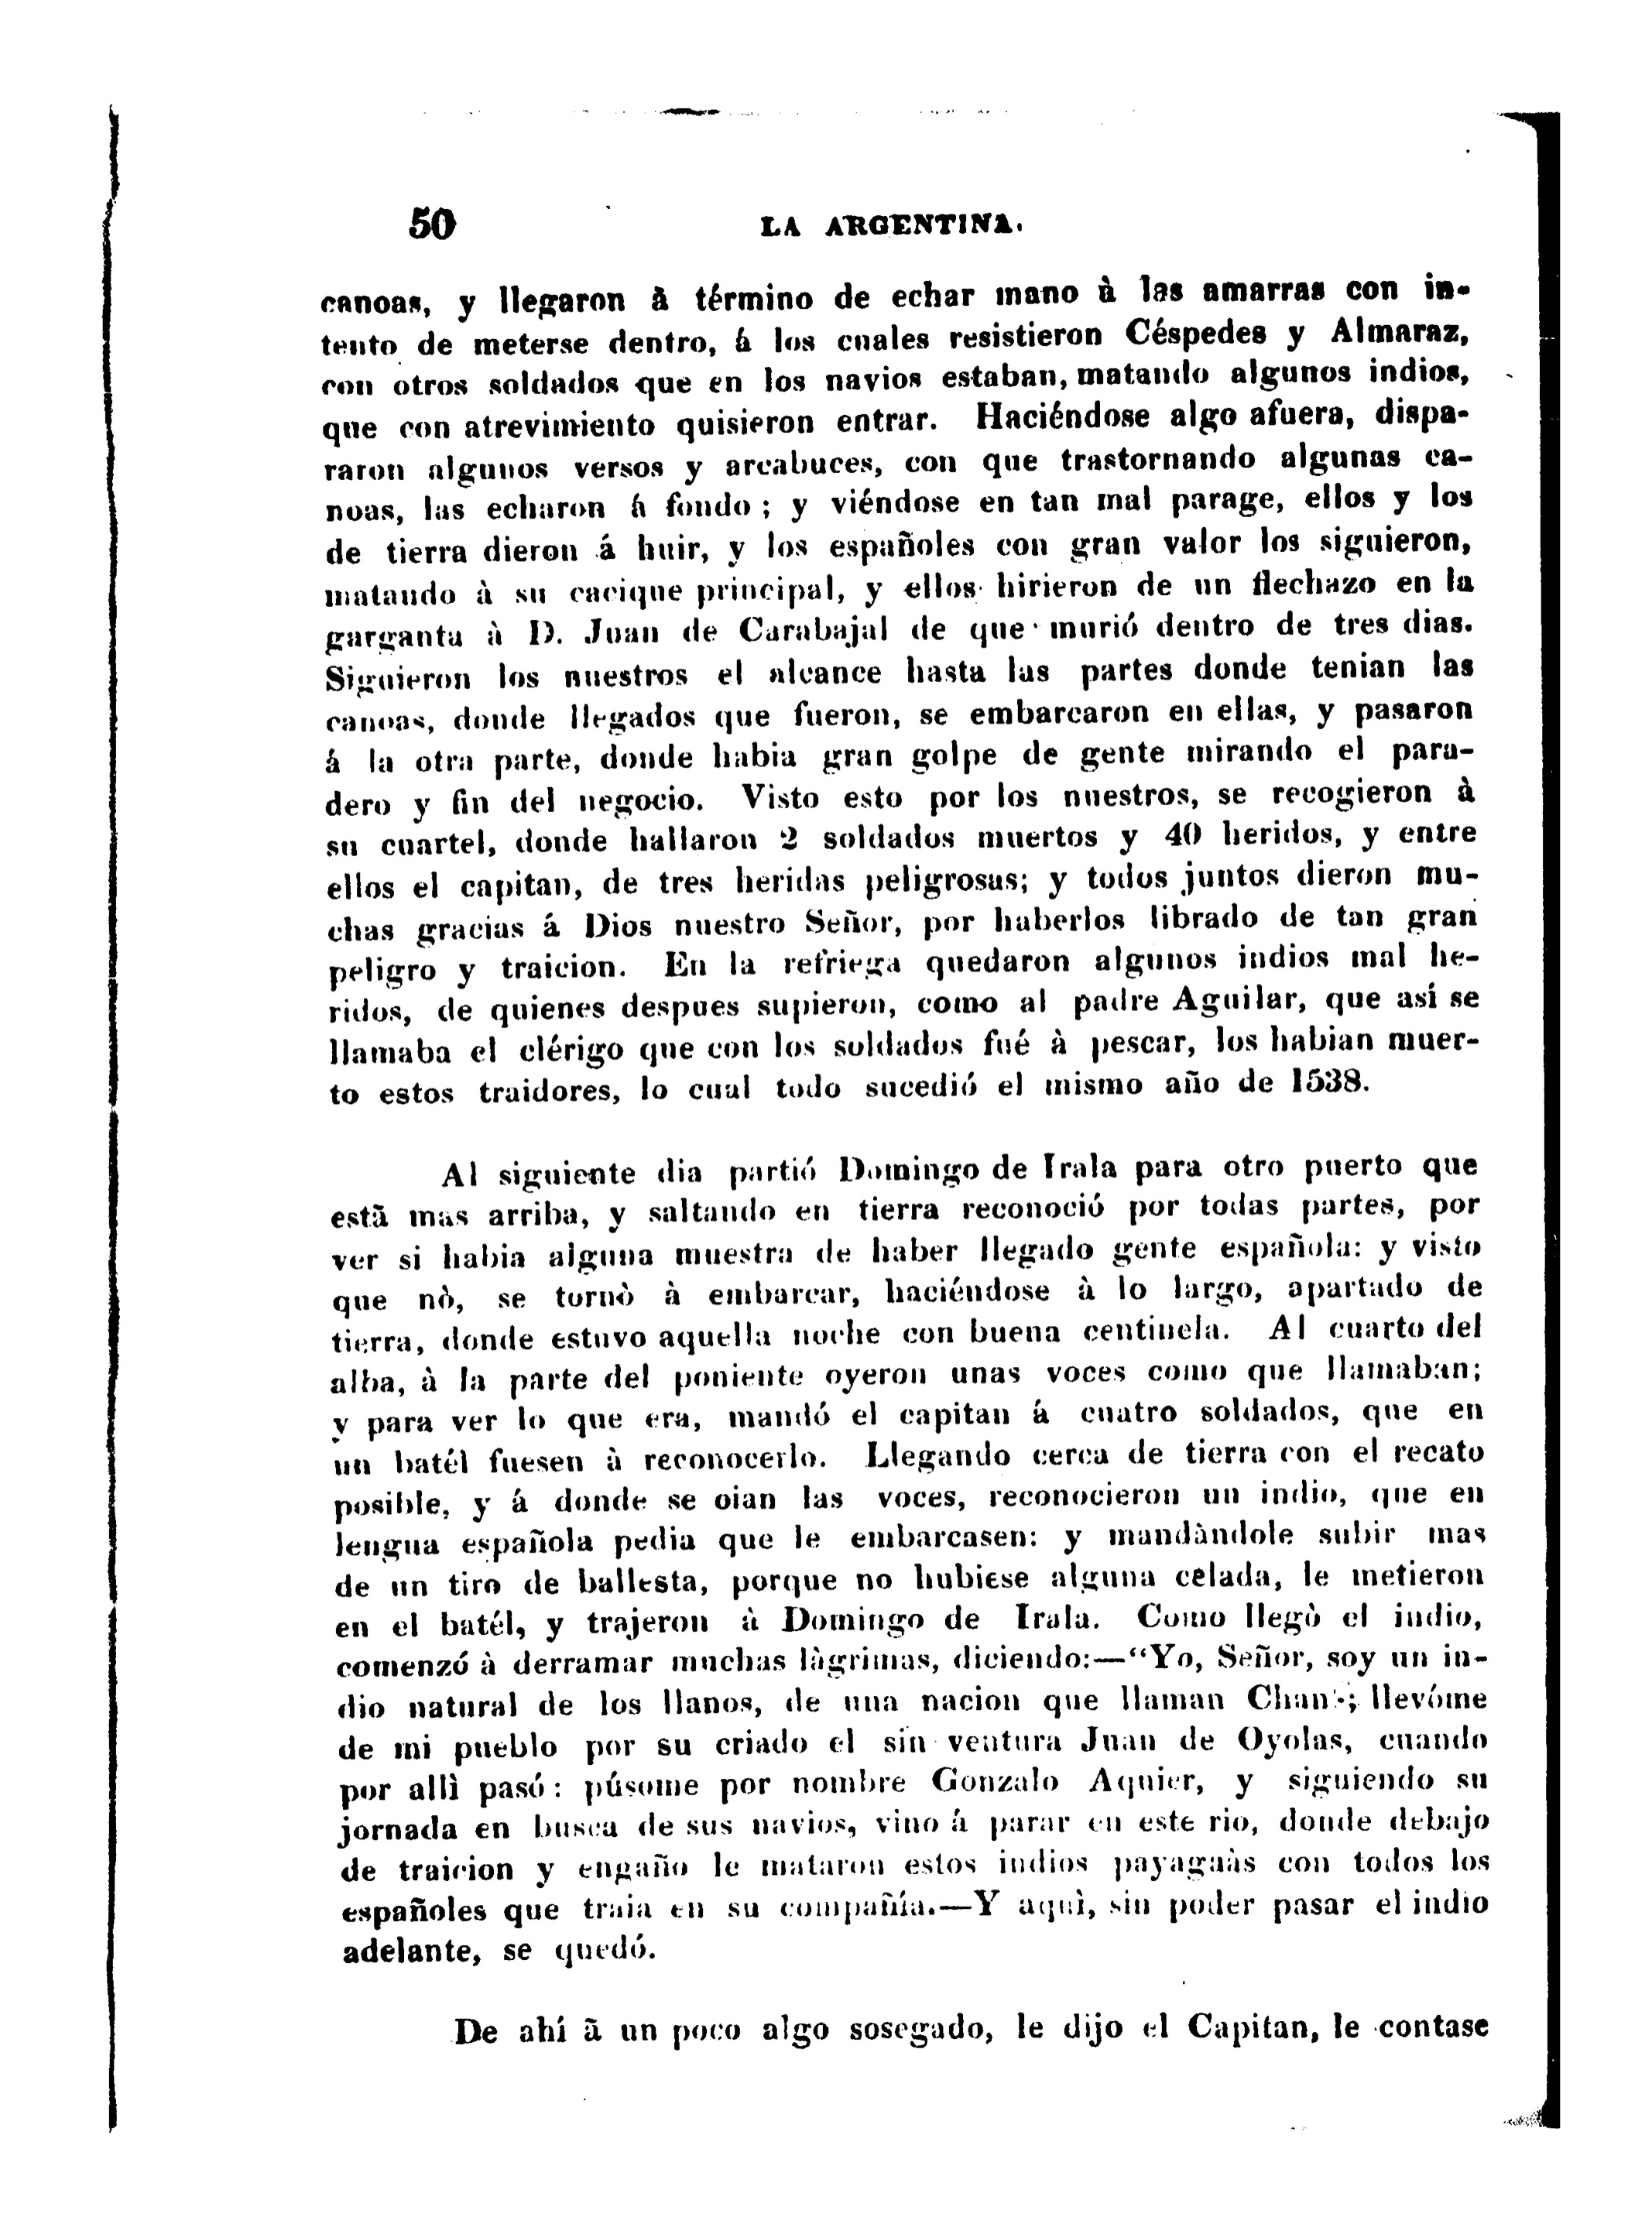 50 LA ARGENTINA.
canoas, y llegaron à término de echar mano à las amarras con in-
tento de meterse dentro, á los cuales resistieron Céspedes y Almaraz,
con otros soldados que en los navios estaban, matando algunos indios,
que con atrevimiento quisieron entrar. Haciéndose algo afuera, dispa-
raron algunos versos y arcabuces, con que trastornando algunas ca-
noas, las echaron á fondo ; y viéndose en tan mal parage, ellos y los
de tierra dieron á huir, y los españoles con gran valor los siguieron,
matando à su cacique principal, y ellos hirieron de un flechazo en la
garganta à D. Juan de Carabajal de que murió dentro de tres dias.
Siguieron los nuestros el alcance hasta las partes donde tenian las
canoas, donde llegados que fueron, se embarcaron en ellas, y pasaron
á la otra parte, donde habia gran golpe de gente mirando el para-
dero y fin del negocio. Visto esto por los nuestros, se recogieron à
su cuartel, donde hallaron 2 soldados muertos y 40 heridos, y entre
ellos el capitan, de tres heridas peligrosas; y todos juntos dieron mu-
chas gracias á Dios nuestro Señor, por haberlos librado de tan gran
peligro y traicion. En la refriega quedaron algunos indios mal he-
ridos, de quienes despues supieron, como al padre Aguilar, que así se
llamaba el clérigo que con los soldados fué à pescar, los habian muer-
to estos traidores, lo cual todo sucedió el mismo año de 1538.
Al siguiente dia partió Domingo de Irala para otro puerto que
està mas arriba, y saltando en tierra reconoció por todas partes, por
ver si habia alguna muestra de haber llegado gente española: y visto
que nò, se tornò à embarcar, haciéndose à lo largo, apartado de
tierra, donde estuvo aquella noche con buena centinela. Al cuarto del
alba, à la parte del poniente oyeron unas voces como que llamaban;
y para ver lo que era, mandó el capitan á cuatro soldados, que en
un batél fuesen à reconocerlo. Llegando cerca de tierra con el recato
posible, y á donde se oian las voces, reconocieron un indio, que en
lengua española pedia que le embarcasen: y mandàndole subir mas
de un tiro de ballesta, porque no hubiese alguna celada, le metieron
en el batél, y trajeron à Domingo de Irala. Como llegò el indio,
comenzó à derramar muchas làgrimas, diciendo:—“Yo, Señor, soy un in-
dio natural de los llanos, de una nacion que llaman ; llevóme
de mi pueblo por su criado el sin ventura Juan de Oyolas, cuando
por allì pasó : púsome por nombre Gonzalo Aquier, y siguiendo su
jornada en busca de sus navios, vino á parar en este rio, donde debajo
de traicion y engaño le mataron estos indios payaguàs con todos los
españoles que traia en su compañía.—Y aquì, sin poder pasar el indio
adelante, se quedó.
De ahí à un poco algo sosegado, le dijo el Capitan, le contase